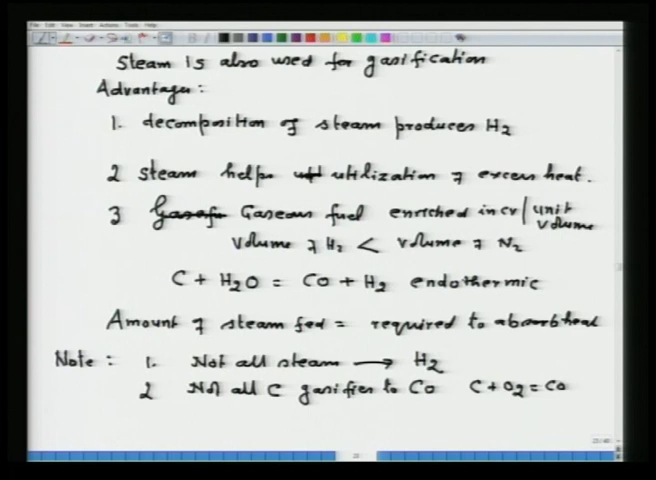 Steam is also used for gasification
Advantages:
1. decomposition of steam produces H2
2 steam helps utilization of excess heat.
3 Gaseous fuel enriched in cv/unit volume
Volume of H2 < volume of N2
C + H2O = CO + H2 endothermic
Amount of steam fed = required to absorb heat
Note: 1. Not all steam → H2
2 Not all C gasifies to CO C + O2 = CO